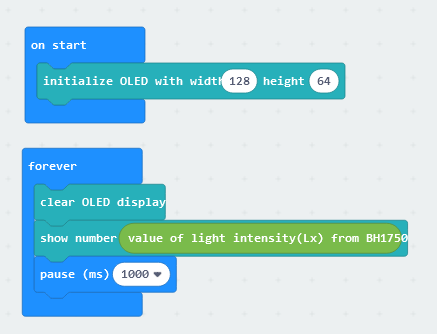 on start
initialize OLED with width 128 height 64
forever
clear OLED display
show number value of light intensity(Lx) from BH1750
pause (ms) 1000